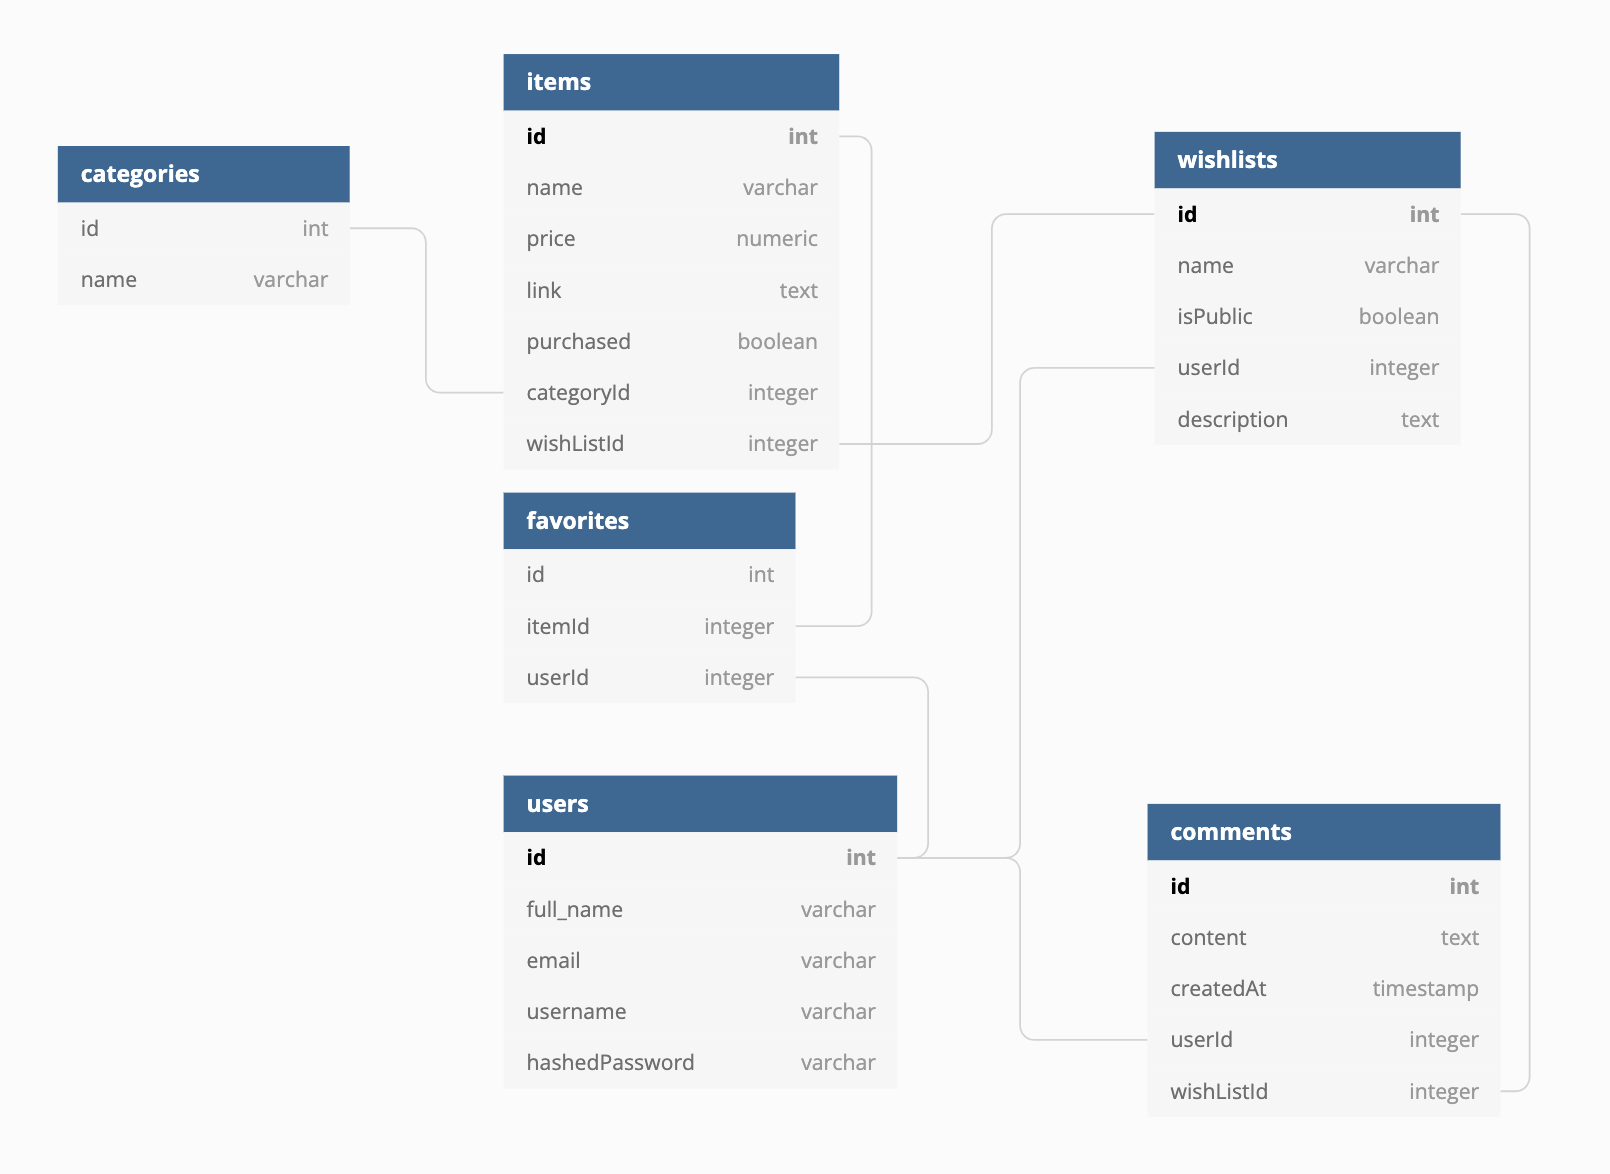 categories
id int
name varchar
items
id int
name varchar
price numeric
link text
purchased boolean
categoryId integer
wishListId integer
favorites
id int
itemId integer
userId integer
users
id int
full_name varchar
email varchar
username varchar
hashedPassword varchar
wishlists
id int
name varchar
isPublic boolean
userId integer
description text
comments
id int
content text
createdAt timestamp
userId integer
wishListId integer